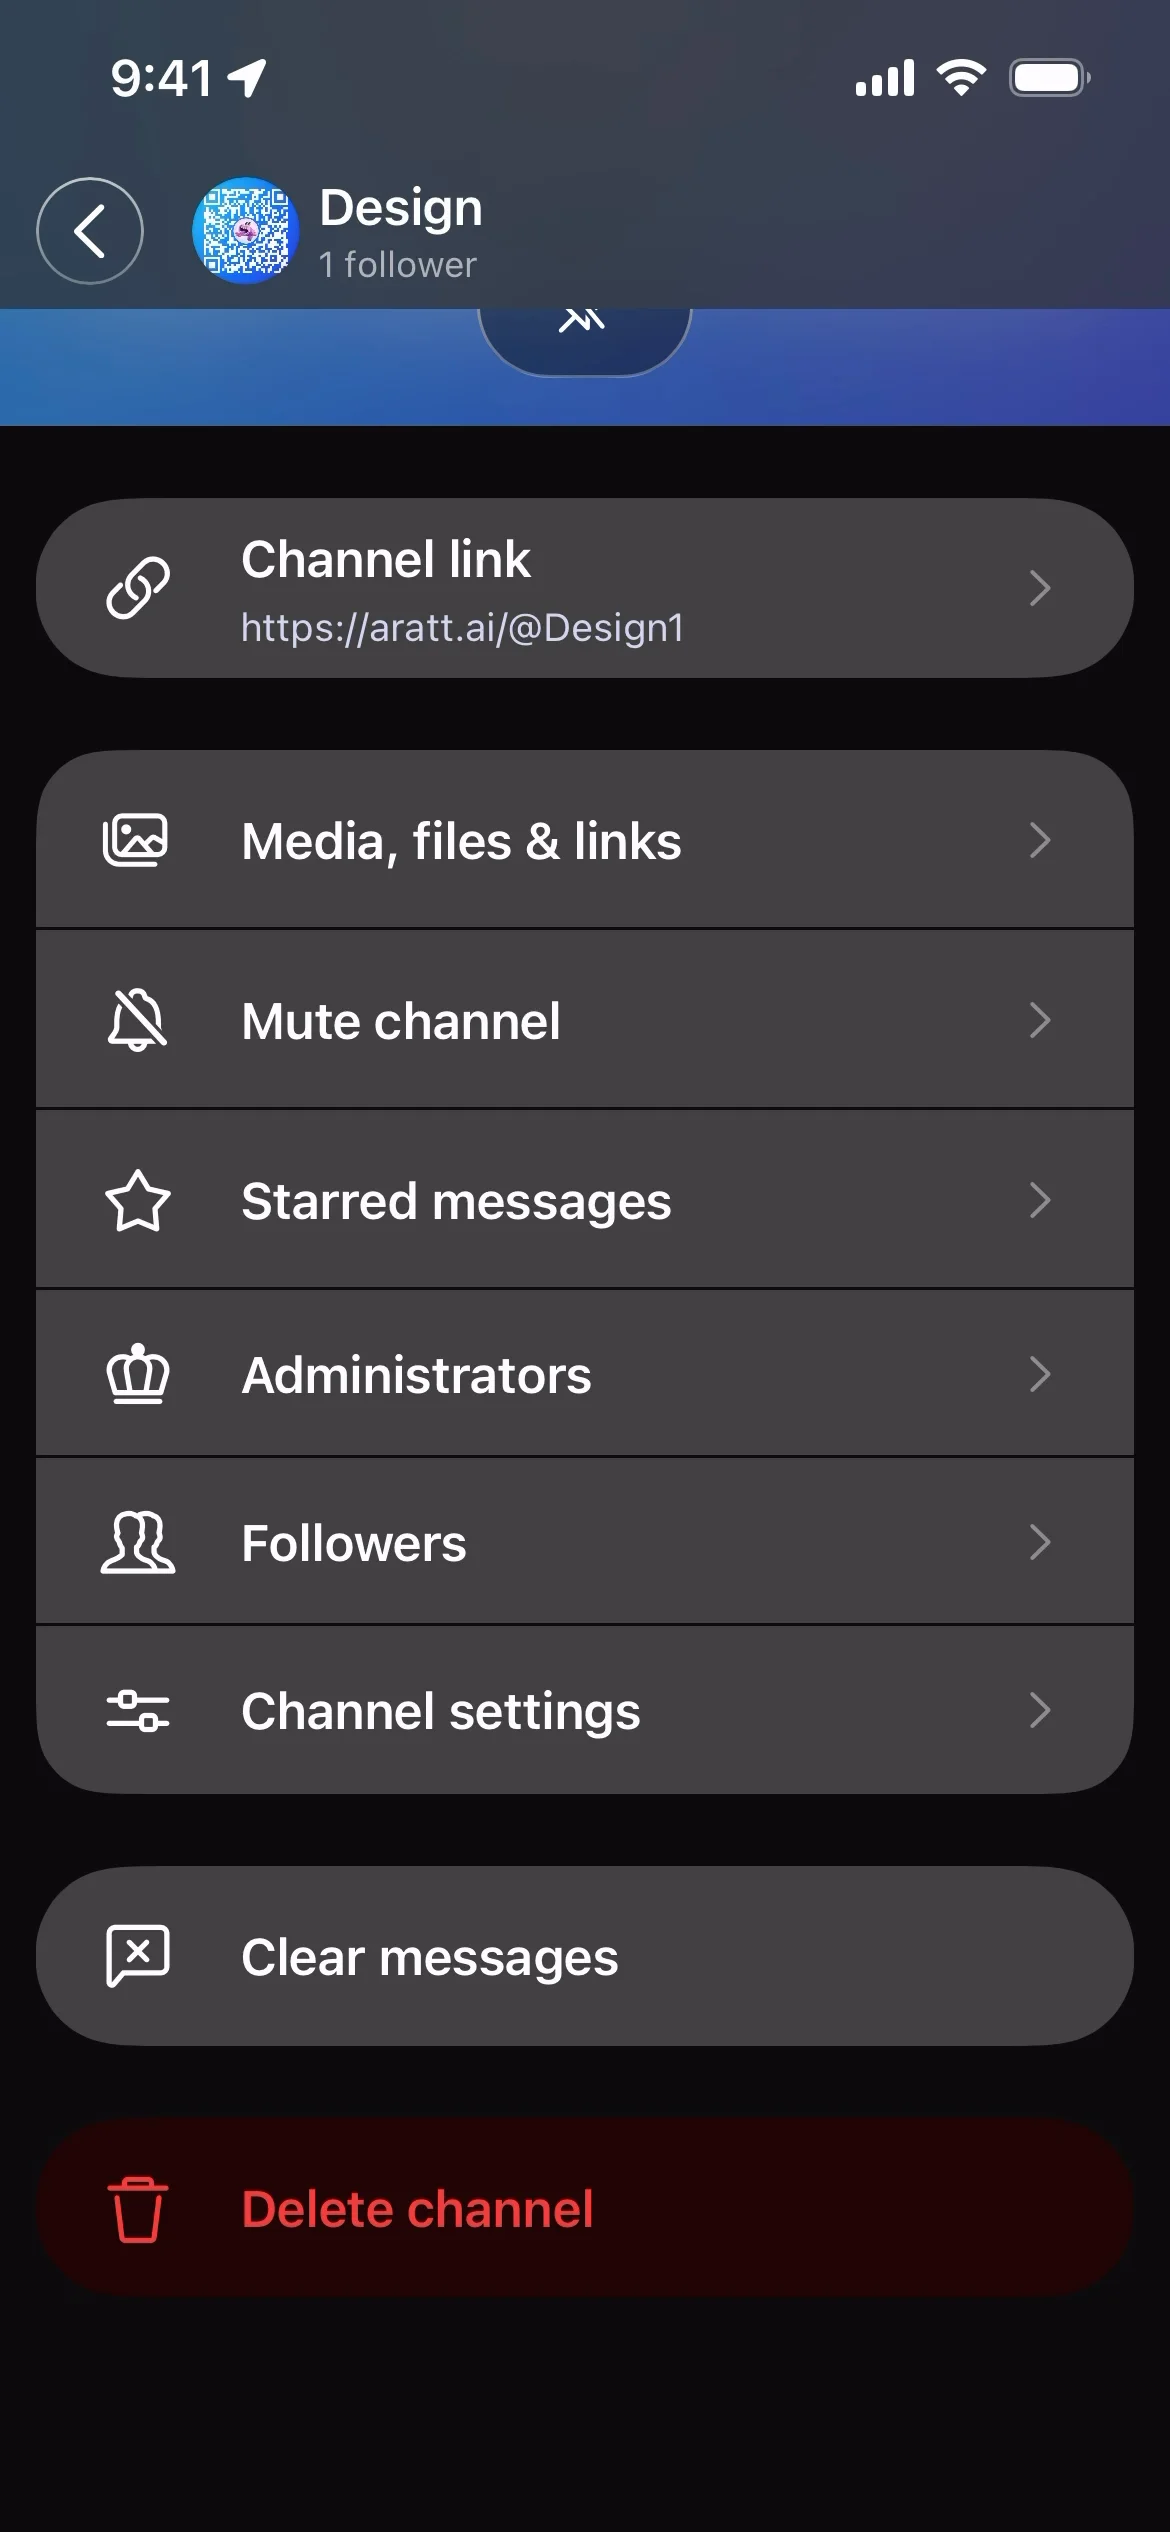 9:41
Design
1 follower
Channel link
https://aratt.ai/@Design1
Media, files & links
Mute channel
Starred messages
Administrators
Followers
Channel settings
Clear messages
Delete channel